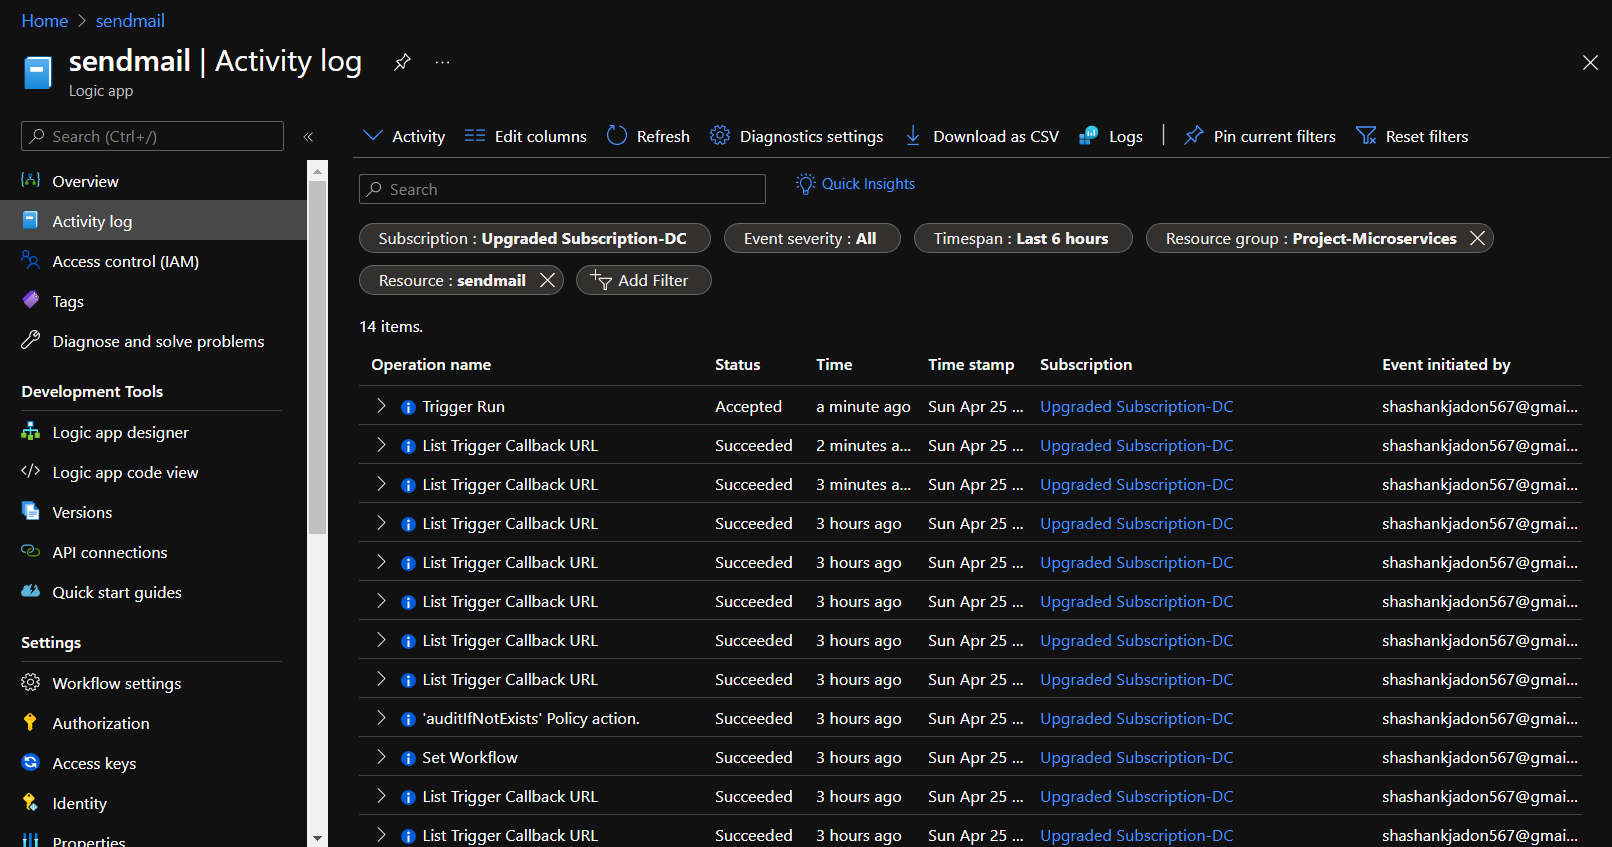 Home > sendmail
sendmail | Activity log
...
Logic app
Search (Ctrl+/)
«
Overview
Activity log
Access control (IAM)
Tags
Diagnose and solve problems
Development Tools
Logic app designer
Logic app code view
Versions
API connections
Quick start guides
Settings
Workflow settings
Authorization
Access keys
Identity
Properties
Activity Edit columns Refresh Diagnostics settings Download as CSV Logs | Pin current filters Reset filters
Search
Quick Insights
Subscription : Upgraded Subscription-DC Event severity : All Timespan : Last 6 hours Resource group : Project-Microservices
Resource : sendmail Add Filter
14 items.
Operation name Status Time Time stamp Subscription Event initiated by
Trigger Run Accepted a minute ago Sun Apr 25 ... Upgraded Subscription-DC shashankjadon567@gmai...
List Trigger Callback URL Succeeded 2 minutes a... Sun Apr 25 ... Upgraded Subscription-DC shashankjadon567@gmai...
List Trigger Callback URL Succeeded 3 minutes a... Sun Apr 25 ... Upgraded Subscription-DC shashankjadon567@gmai...
List Trigger Callback URL Succeeded 3 hours ago Sun Apr 25 ... Upgraded Subscription-DC shashankjadon567@gmai...
List Trigger Callback URL Succeeded 3 hours ago Sun Apr 25 ... Upgraded Subscription-DC shashankjadon567@gmai...
List Trigger Callback URL Succeeded 3 hours ago Sun Apr 25 ... Upgraded Subscription-DC shashankjadon567@gmai...
List Trigger Callback URL Succeeded 3 hours ago Sun Apr 25 ... Upgraded Subscription-DC shashankjadon567@gmai...
List Trigger Callback URL Succeeded 3 hours ago Sun Apr 25 ... Upgraded Subscription-DC shashankjadon567@gmai...
'auditIfNotExists' Policy action. Succeeded 3 hours ago Sun Apr 25 ... Upgraded Subscription-DC shashankjadon567@gmai...
Set Workflow Succeeded 3 hours ago Sun Apr 25 ... Upgraded Subscription-DC shashankjadon567@gmai...
List Trigger Callback URL Succeeded 3 hours ago Sun Apr 25 ... Upgraded Subscription-DC shashankjadon567@gmai...
List Trigger Callback URL Succeeded 3 hours ago Sun Apr 25 ... Upgraded Subscription-DC shashankjadon567@gmai...